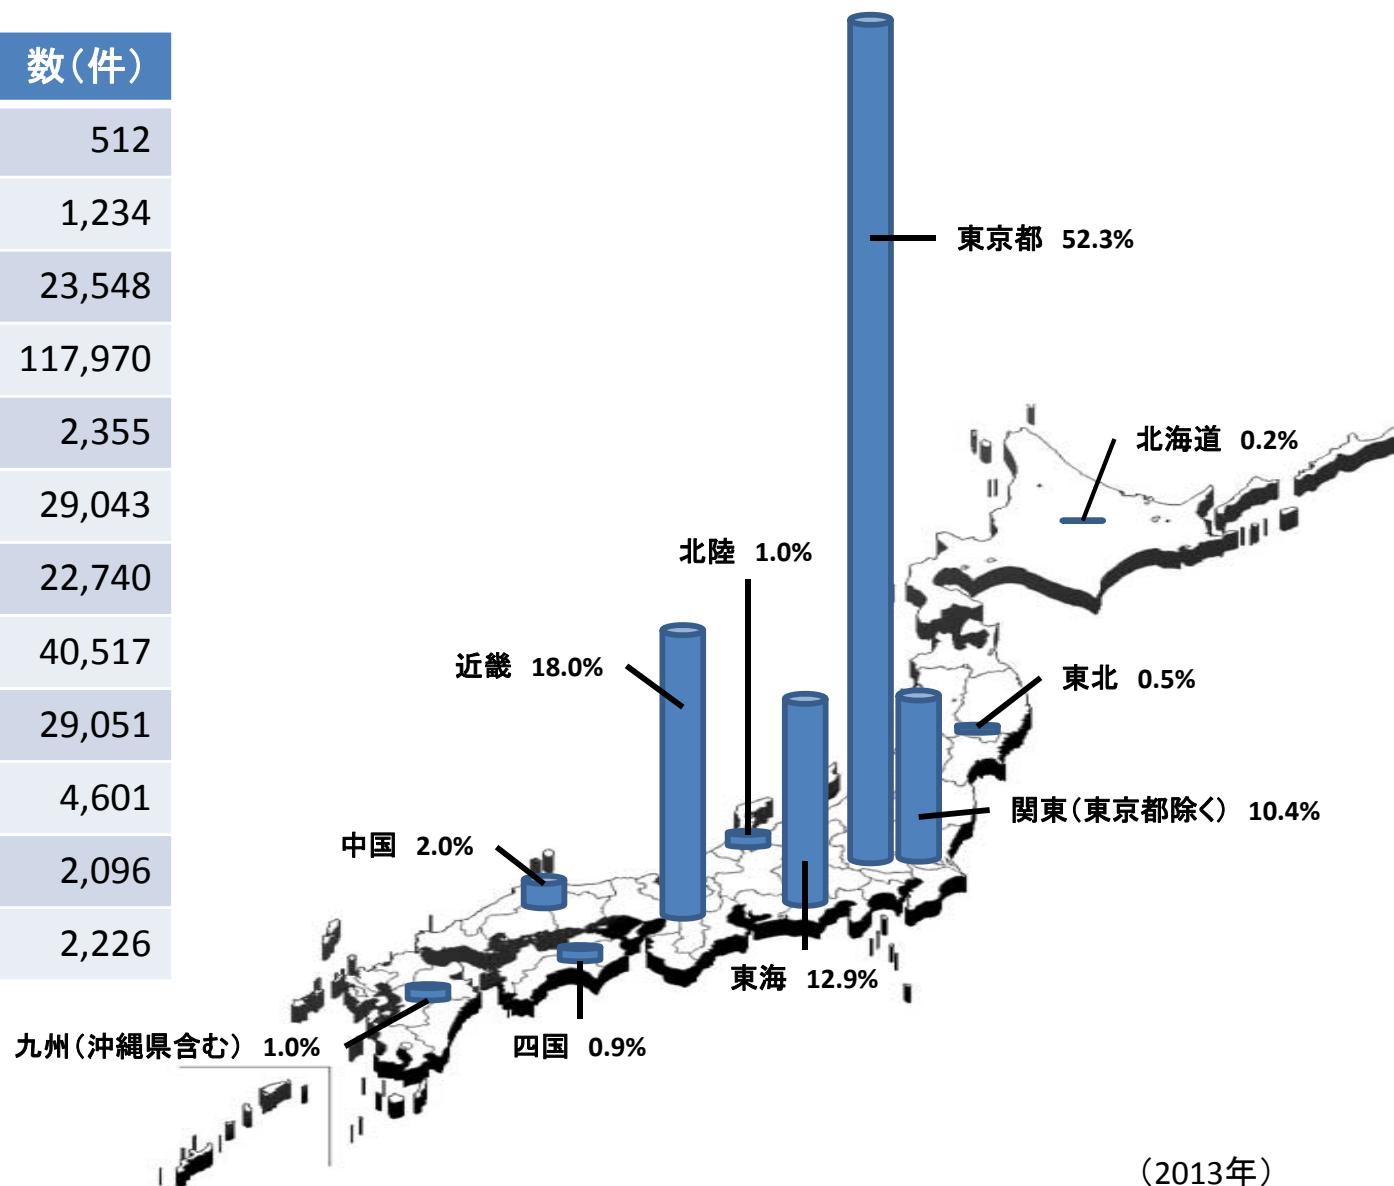 数（件）
512
1,234
23,548
117,970
2,355
29,043
22,740
40,517
29,051
4,601
2,096
2,226
東京都 52.3%
北海道 0.2%
北陸 1.0%
近畿 18.0%
東北 0.5%
関東（東京都除く） 10.4%
中国 2.0%
東海 12.9%
九州（沖縄県含む） 1.0%
四国 0.9%
（2013年）